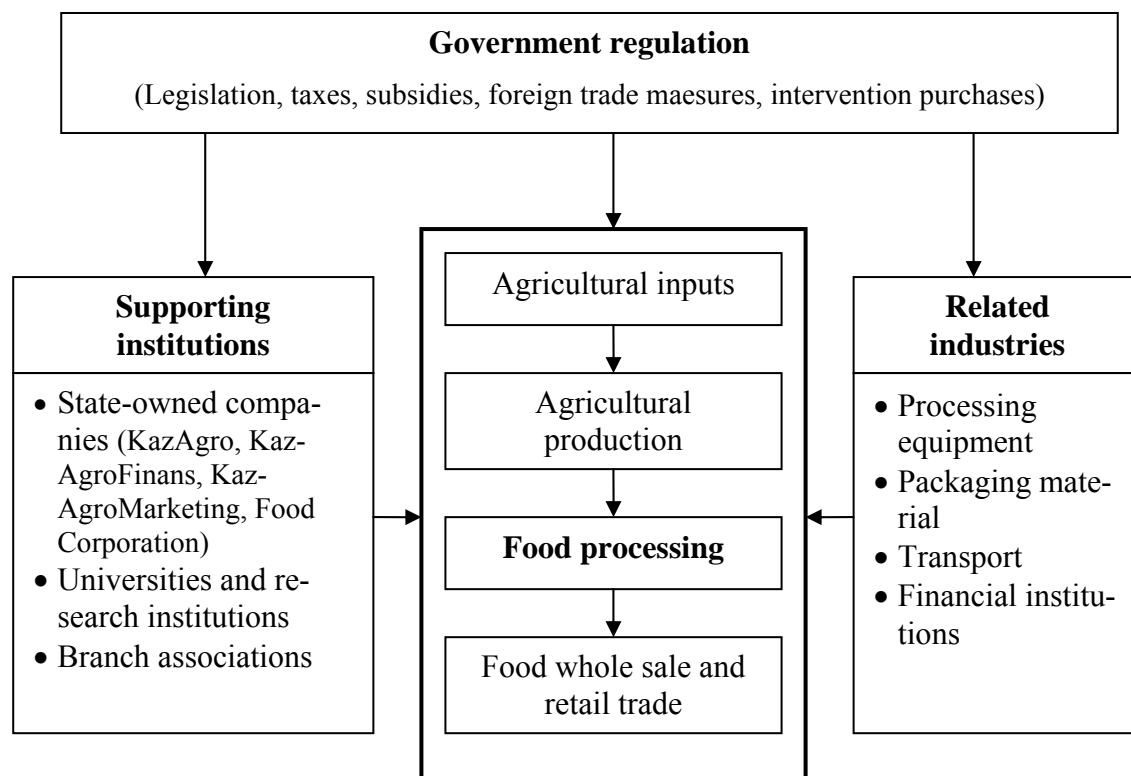 Government regulation
(Legislation, taxes, subsidies, foreign trade maesures, intervention purchases)
Supporting
institutions
• State-owned compa-
nies (KazAgro, Kaz-
AgroFinans, Kaz-
AgroMarketing, Food
Corporation)
• Universities and re-
search institutions
• Branch associations
Agricultural inputs
Agricultural
production
Food processing
Food whole sale and
retail trade
Related
industries
• Processing
equipment
• Packaging mate-
rial
• Transport
• Financial institu-
tions